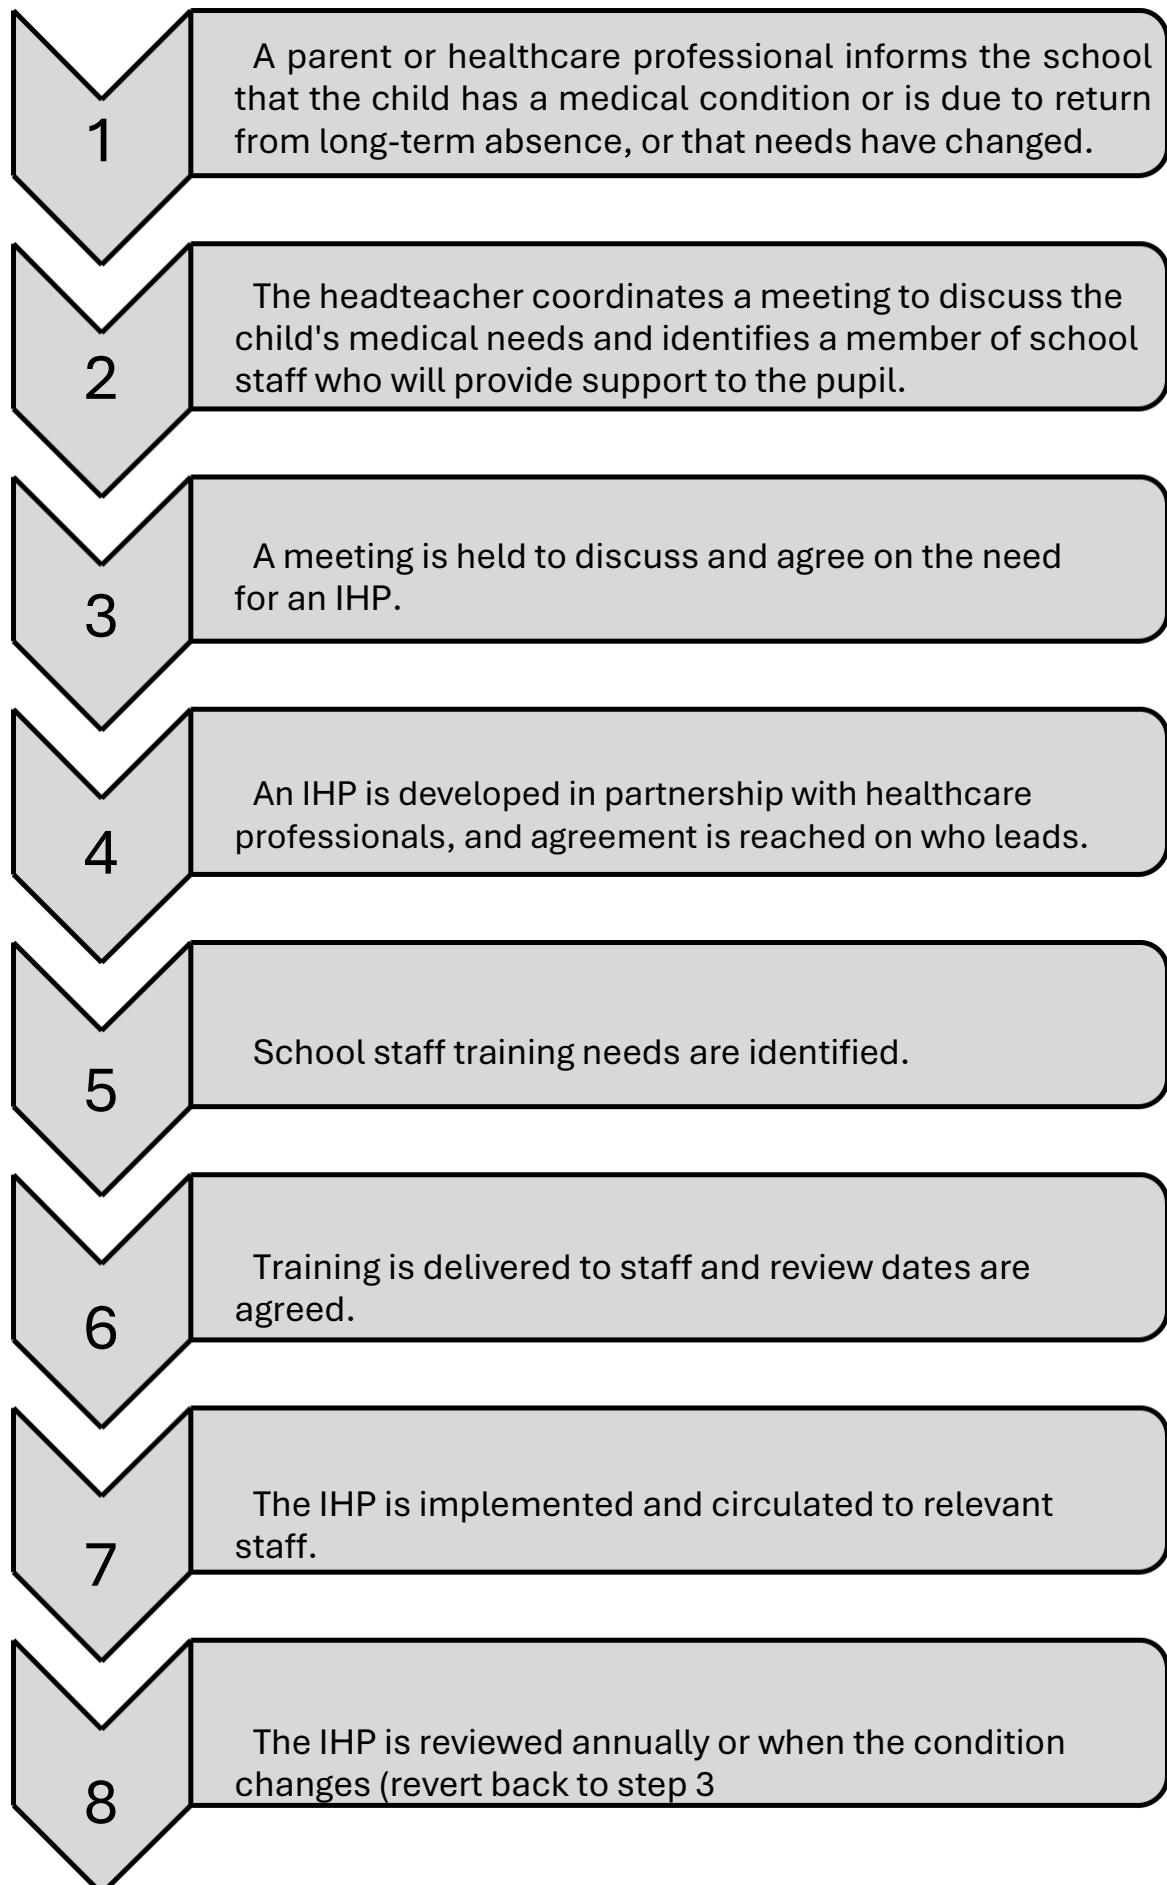 A parent or healthcare professional informs the school
that the child has a medical condition or is due to return
from long-term absence, or that needs have changed.
1
The headteacher coordinates a meeting to discuss the
child's medical needs and identifies a member of school
staff who will provide support to the pupil.
2
A meeting is held to discuss and agree on the need
for an IHP.
3
An IHP is developed in partnership with healthcare
professionals, and agreement is reached on who leads.
4
School staff training needs are identified.
5
Training is delivered to staff and review dates are
agreed.
6
The IHP is implemented and circulated to relevant
staff.
7
The IHP is reviewed annually or when the condition
changes (revert back to step 3
8